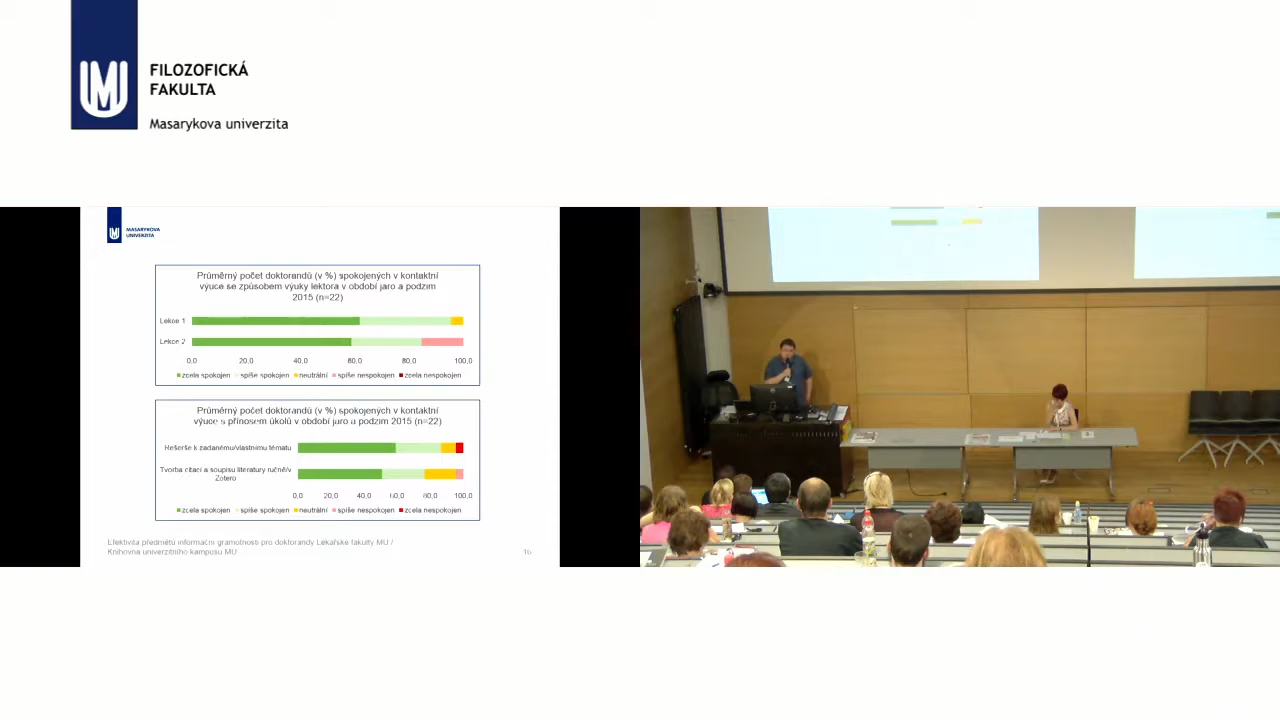 FILOZOFICKÁ
FAKULTA
Masarykova univerzita
MASARYKOVA
UNIVERZITA
Průměrný počet doktorandů (v %) spokojených v kontaktní
výuce se způsobem výuky lektora v období jaro a podzim
2015 (n=22)
Lekce 1
Lekce 2
0,0 20,0 40,0 60,0 80,0 100,0
zcela spokojen spíše spokojen neutrální spíše nespokojen zcela nespokojen
Průměrný počet doktorandů (v %) spokojených v kontaktní
výuce s přínosem úkolů v období jaro a podzim 2015 (n=22)
Rešerše k zadanému/vlastnímu tématu
Tvorba citací a soupisu literatury ručně/v
Zotero
0,0 20,0 40,0 60,0 80,0 100,0
zcela spokojen spíše spokojen neutrální spíše nespokojen zcela nespokojen
Efektivita předmětů informační gramotnosti pro doktorandy Lékařské fakulty MU /
Knihovna univerzitního kampusu MU
16